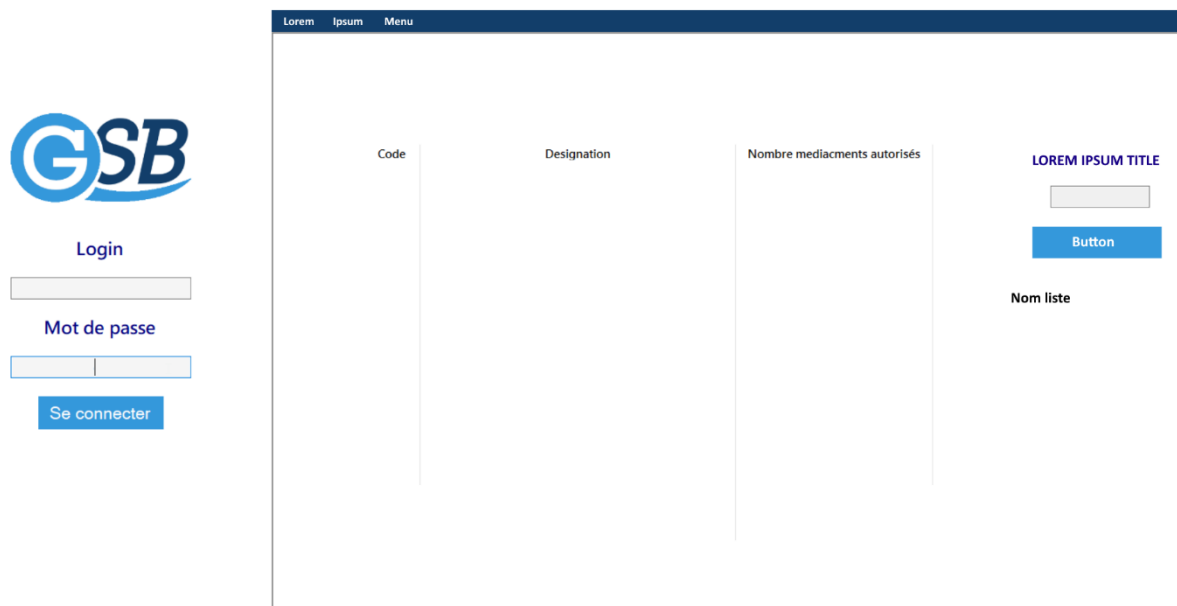 Lorem Ipsum Menu
GSB
Login
Mot de passe
Se connecter
Code Designation Nombre mediacments autorisés
LOREM IPSUM TITLE
Button
Nom liste